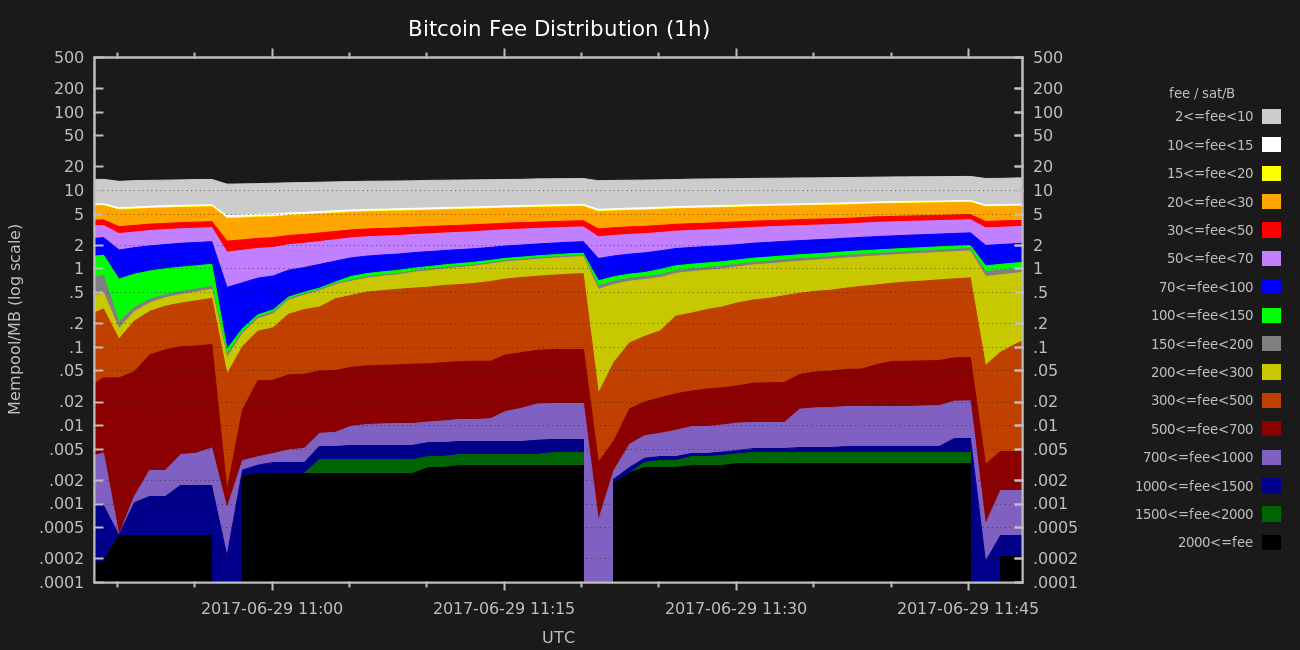 Bitcoin Fee Distribution (1h)
Mempool/MB (log scale)
500
200
100
50
20
10
5
2
1
.5
.2
.1
.05
.02
.01
.005
.002
.001
.0005
.0002
.0001
500
200
100
50
20
10
5
2
1
.5
.2
.1
.05
.02
.01
.005
.002
.001
.0005
.0002
.0001
2017-06-29 11:00 2017-06-29 11:15 2017-06-29 11:30 2017-06-29 11:45
UTC
fee / sat/B
2<=fee<10
10<=fee<15
15<=fee<20
20<=fee<30
30<=fee<50
50<=fee<70
70<=fee<100
100<=fee<150
150<=fee<200
200<=fee<300
300<=fee<500
500<=fee<700
700<=fee<1000
1000<=fee<1500
1500<=fee<2000
2000<=fee